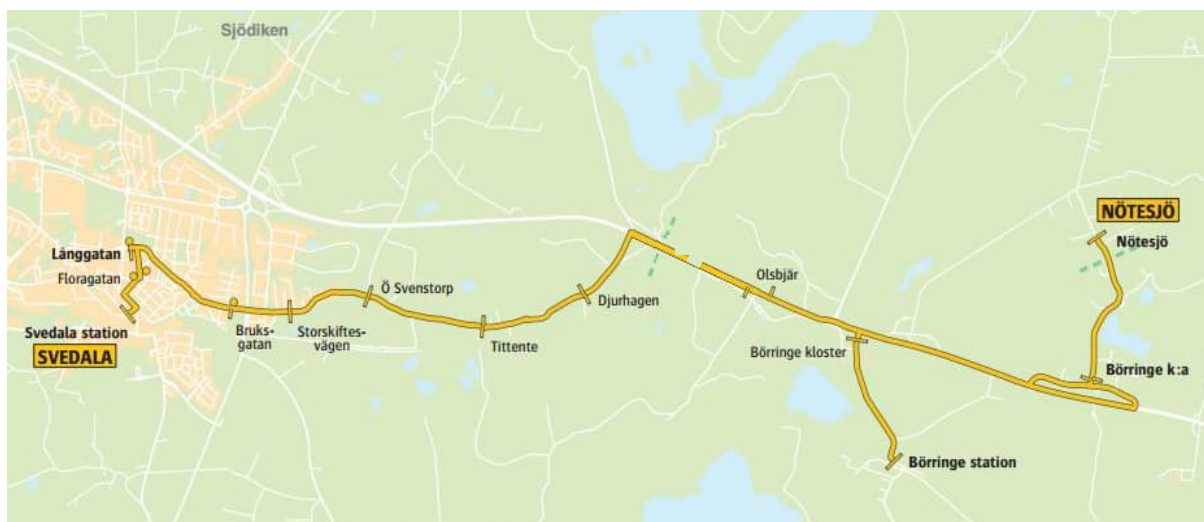 Sjödiken
NÖTESJÖ
Nötesjö
Långgatan
Floragatan
Svedala station
SVEDALA
Bruks-
gatan
Storskiftes-
vägen
Ö Svenstorp
Tittente
Djurhagen
Olsbjär
Börringe kloster
Börringe k:a
Börringe station